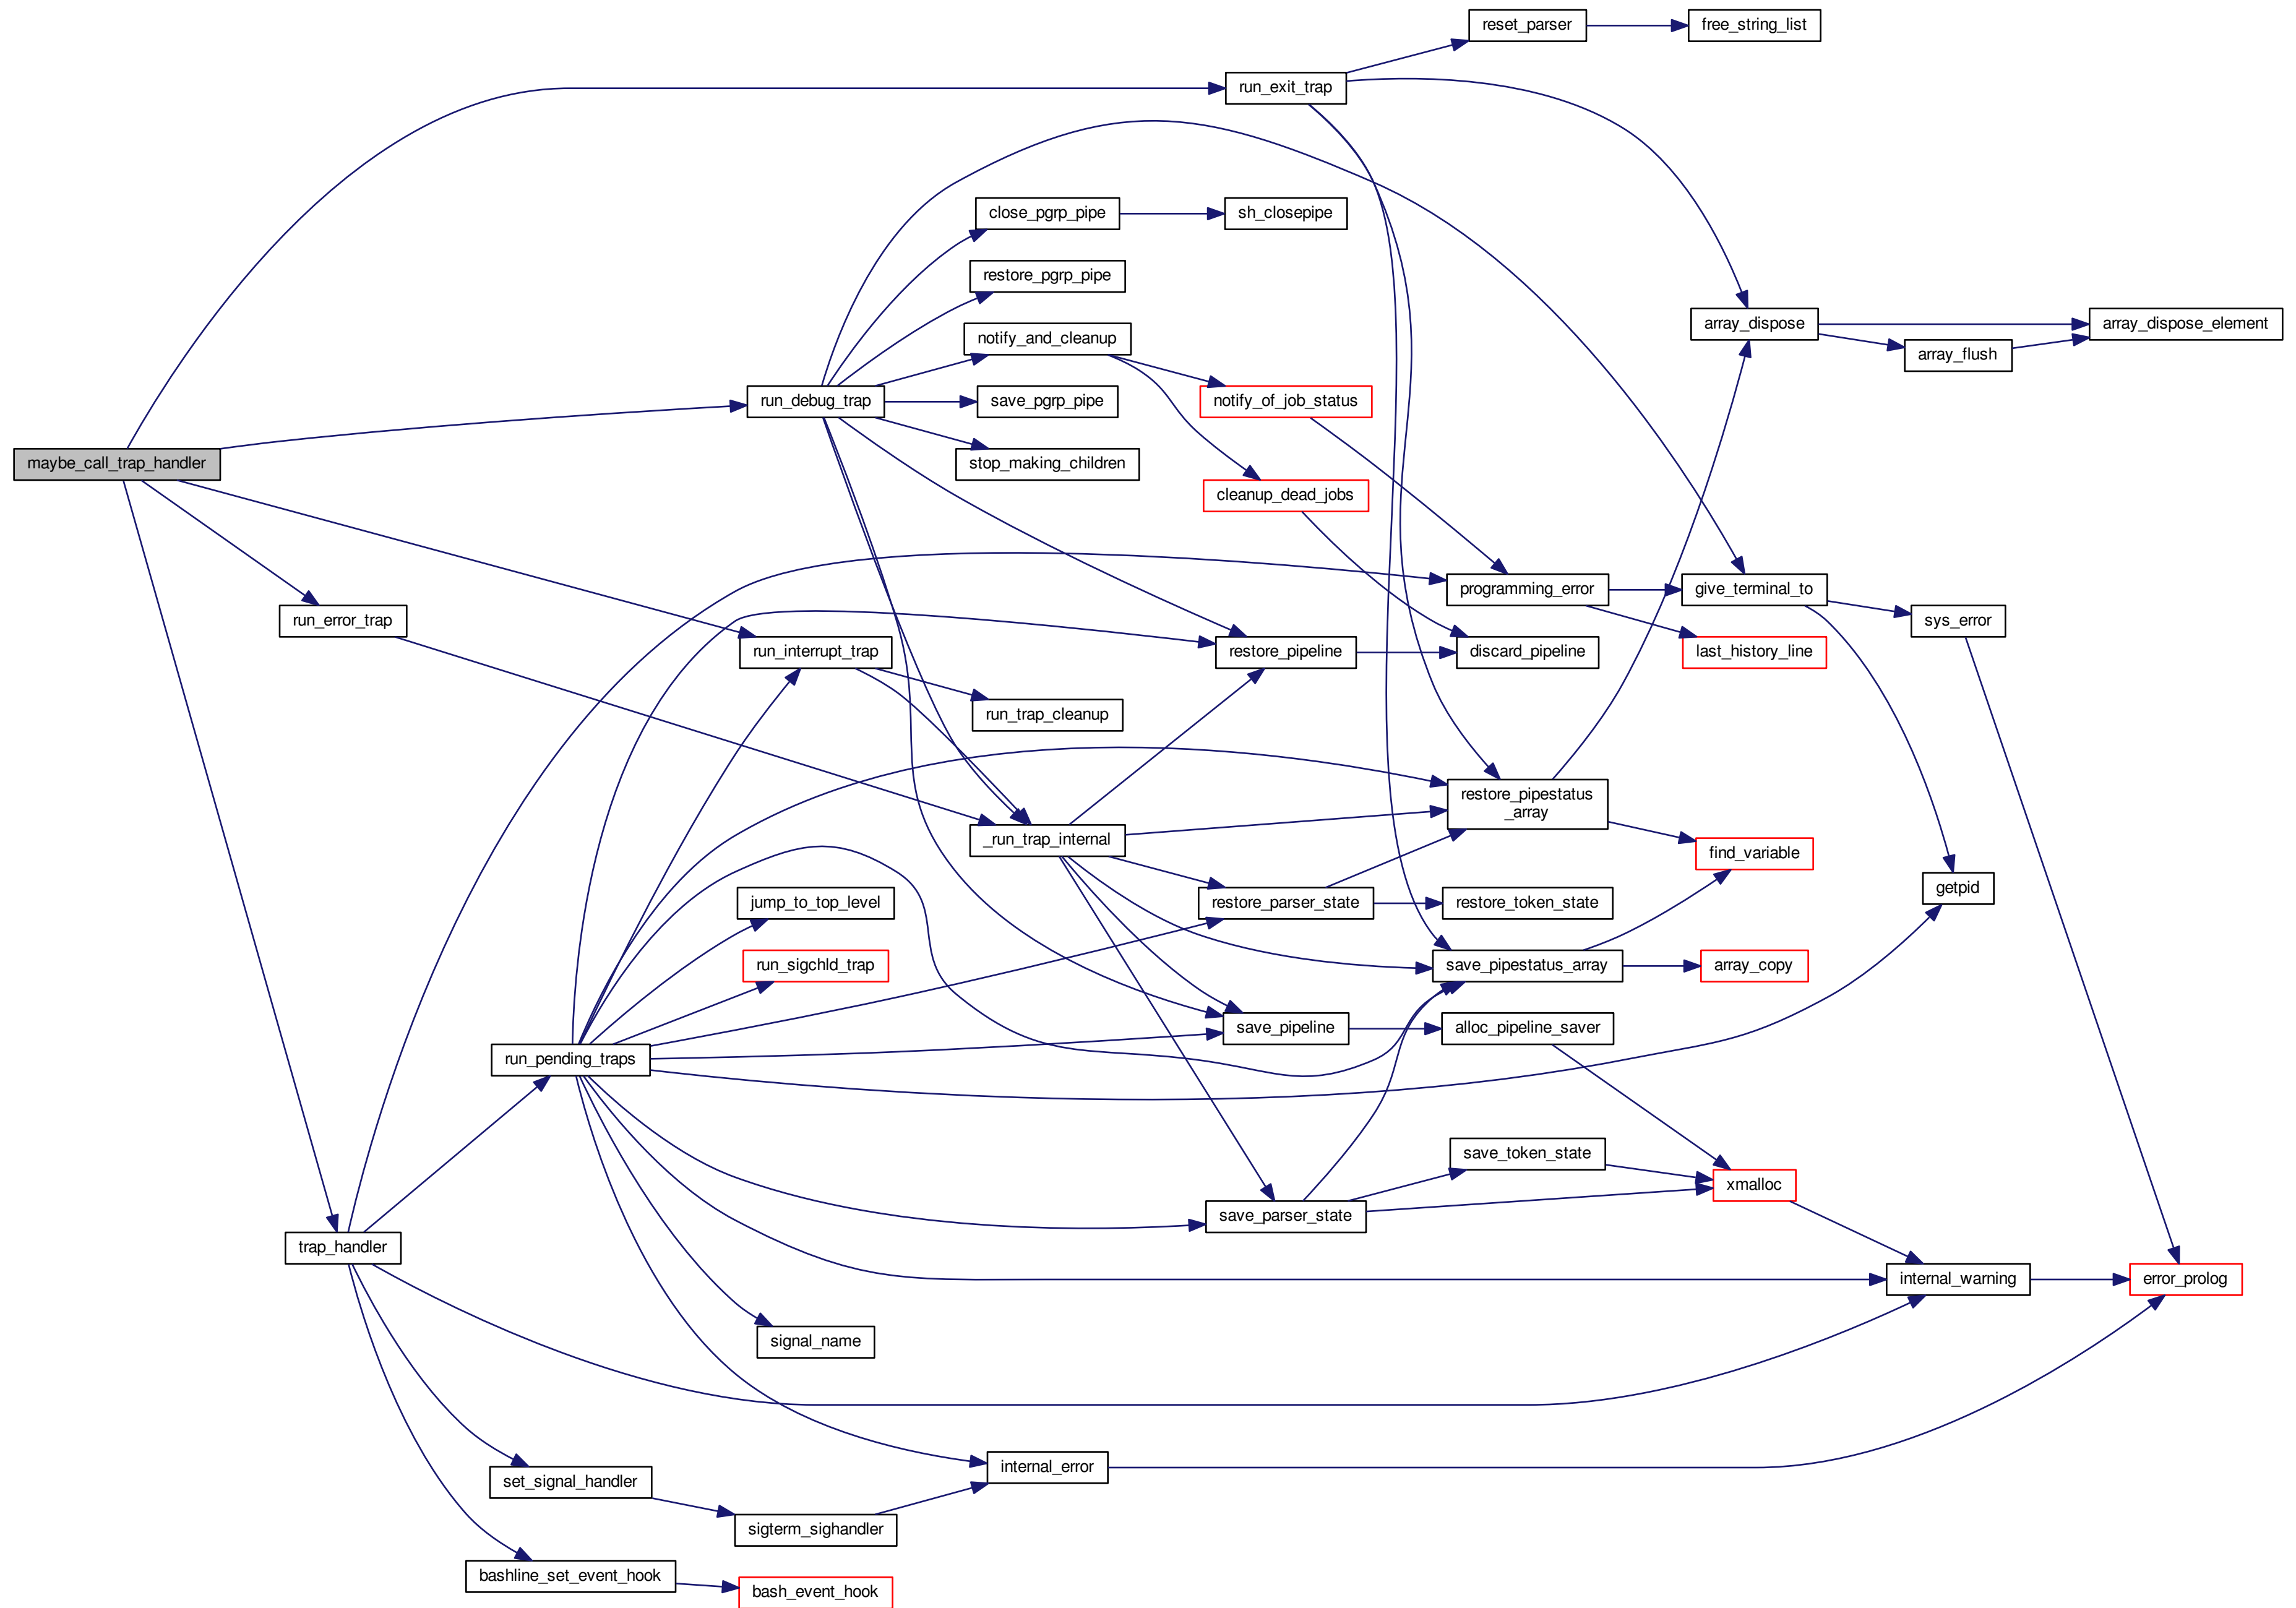 reset_parser
free_string_list
run_exit_trap
close_pgrp_pipe
sh_closepipe
restore_pgrp_pipe
array_dispose
array_dispose_element
notify_and_cleanup
array_flush
run_debug_trap
save_pgrp_pipe
notify_of_job_status
maybe_call_trap_handler
stop_making_children
cleanup_dead_jobs
programming_error
give_terminal_to
run_error_trap
sys_error
run_interrupt_trap
restore_pipeline
discard_pipeline
last_history_line
run_trap_cleanup
restore_pipestatus
_array
_run_trap_internal
find_variable
getpid
jump_to_top_level
restore_parser_state
restore_token_state
run_sigchld_trap
save_pipestatus_array
array_copy
save_pipeline
alloc_pipeline_saver
run_pending_traps
save_token_state
xmalloc
save_parser_state
trap_handler
internal_warning
error_prolog
signal_name
internal_error
set_signal_handler
sigterm_sighandler
bashline_set_event_hook
bash_event_hook